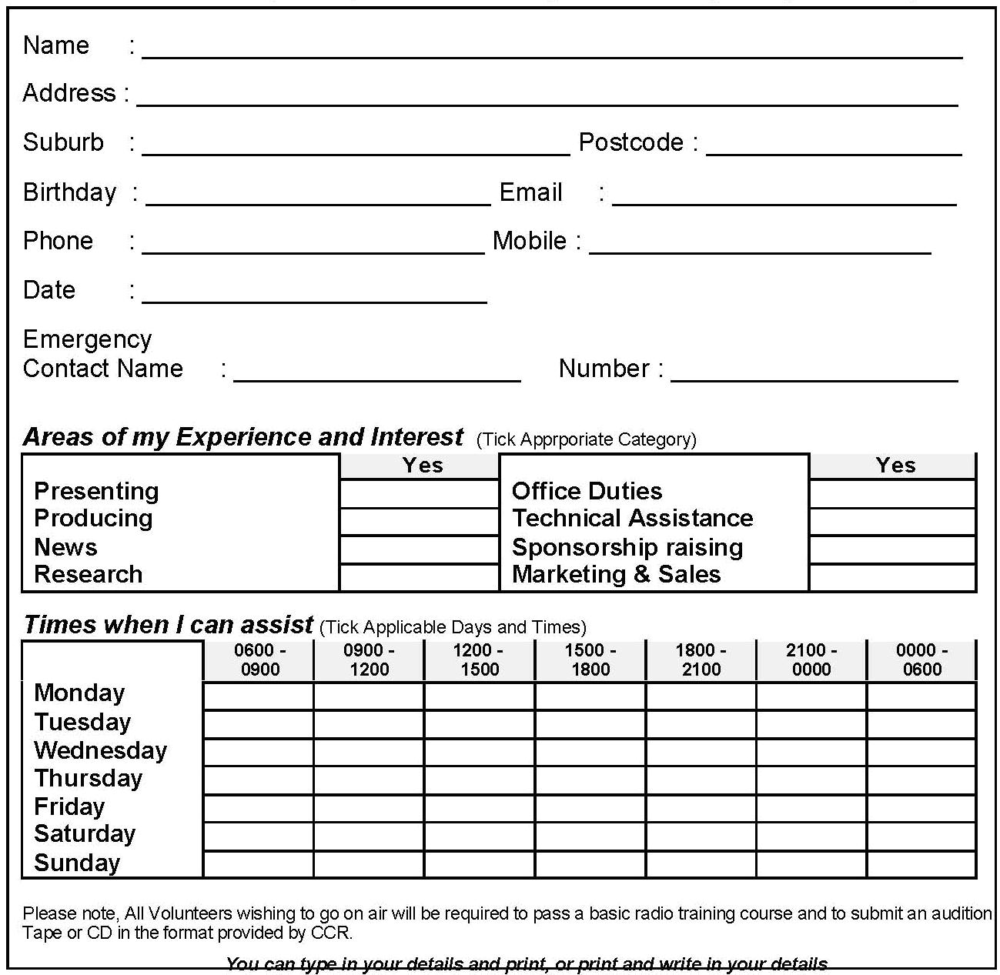 Name :
Address :
Suburb : Postcode :
Birthday : Email :
Phone : Mobile :
Date :
Emergency
Contact Name : Number :
Areas of my Experience and Interest (Tick Apprporiate Category)
Yes Yes
Presenting Office Duties
Producing Technical Assistance
News Sponsorship raising
Research Marketing & Sales
Times when I can assist (Tick Applicable Days and Times)
0600 - 0900 - 1200 - 1500 - 1800 - 2100 - 0000 -
0900 1200 1500 1800 2100 0000 0600
Monday
Tuesday
Wednesday
Thursday
Friday
Saturday
Sunday
Please note, All Volunteers wishing to go on air will be required to pass a basic radio training course and to submit an audition
Tape or CD in the format provided by CCR.
You can type in your details and print, or print and write in your details